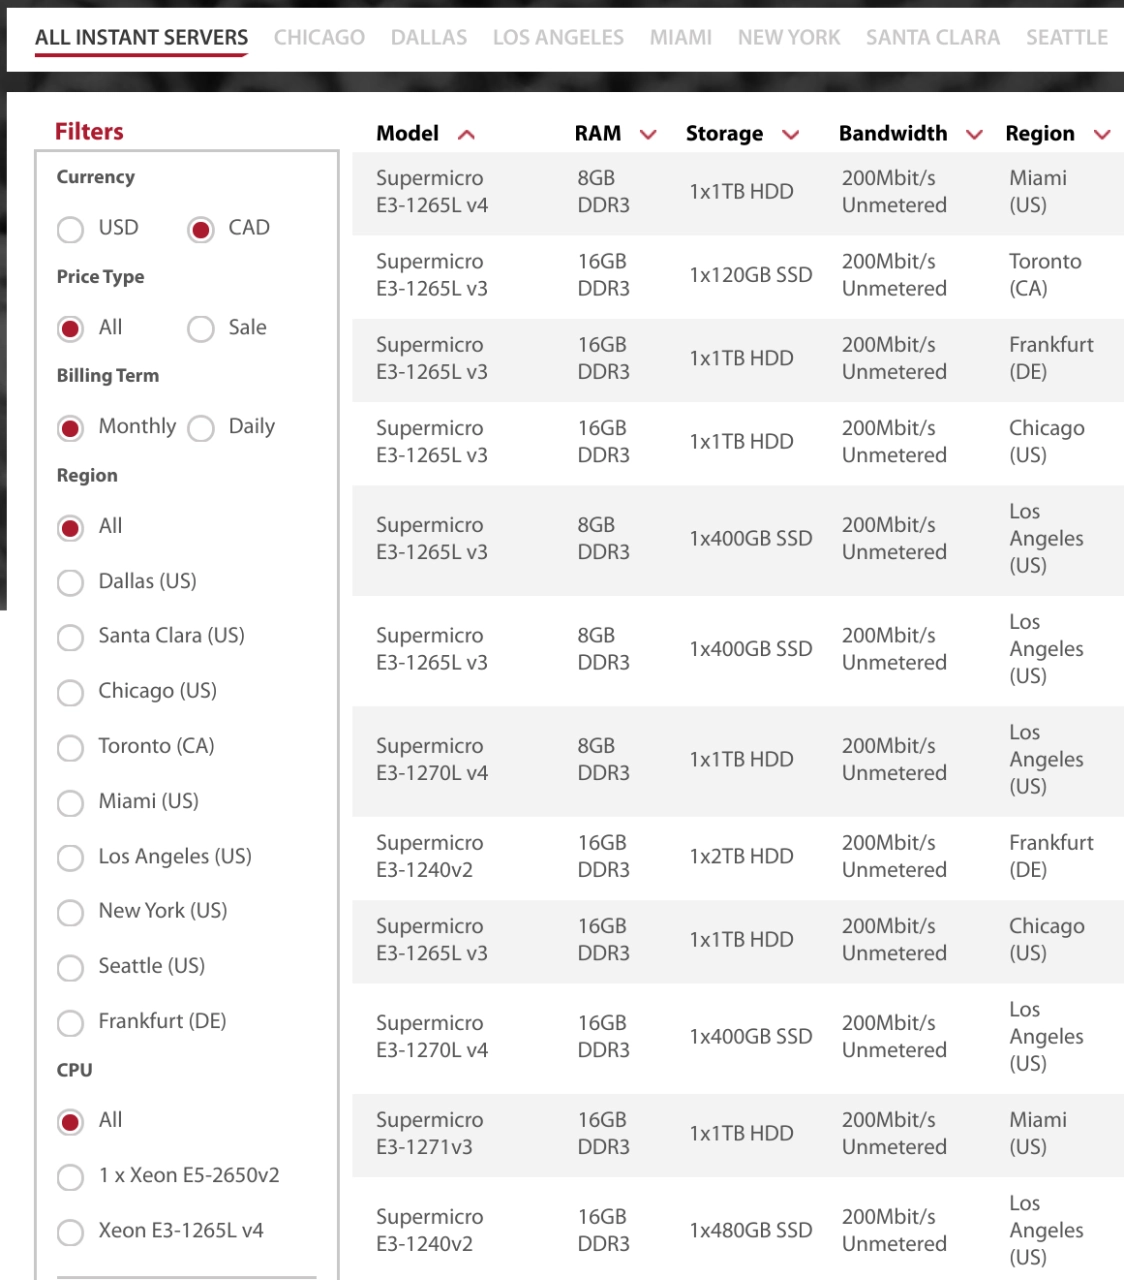 ALL INSTANT SERVERS CHICAGO DALLAS LOS ANGELES MIAMI NEW YORK SANTA CLARA SEATTLE
Filters
Currency
USD CAD
Price Type
All Sale
Billing Term
Monthly Daily
Region
All
Dallas (US)
Santa Clara (US)
Chicago (US)
Toronto (CA)
Miami (US)
Los Angeles (US)
New York (US)
Seattle (US)
Frankfurt (DE)
CPU
All
1 x Xeon E5-2650v2
Xeon E3-1265L v4
Model RAM Storage Bandwidth Region
Supermicro E3-1265L v4 8GB DDR3 1x1TB HDD 200Mbit/s Unmetered Miami (US)
Supermicro E3-1265L v3 16GB DDR3 1x120GB SSD 200Mbit/s Unmetered Toronto (CA)
Supermicro E3-1265L v3 16GB DDR3 1x1TB HDD 200Mbit/s Unmetered Frankfurt (DE)
Supermicro E3-1265L v3 16GB DDR3 1x1TB HDD 200Mbit/s Unmetered Chicago (US)
Supermicro E3-1265L v3 8GB DDR3 1x400GB SSD 200Mbit/s Unmetered Los Angeles (US)
Supermicro E3-1265L v3 8GB DDR3 1x400GB SSD 200Mbit/s Unmetered Los Angeles (US)
Supermicro E3-1270L v4 8GB DDR3 1x1TB HDD 200Mbit/s Unmetered Los Angeles (US)
Supermicro E3-1240v2 16GB DDR3 1x2TB HDD 200Mbit/s Unmetered Frankfurt (DE)
Supermicro E3-1265L v3 16GB DDR3 1x1TB HDD 200Mbit/s Unmetered Chicago (US)
Supermicro E3-1270L v4 16GB DDR3 1x400GB SSD 200Mbit/s Unmetered Los Angeles (US)
Supermicro E3-1271v3 16GB DDR3 1x1TB HDD 200Mbit/s Unmetered Miami (US)
Supermicro E3-1240v2 16GB DDR3 1x480GB SSD 200Mbit/s Unmetered Los Angeles (US)